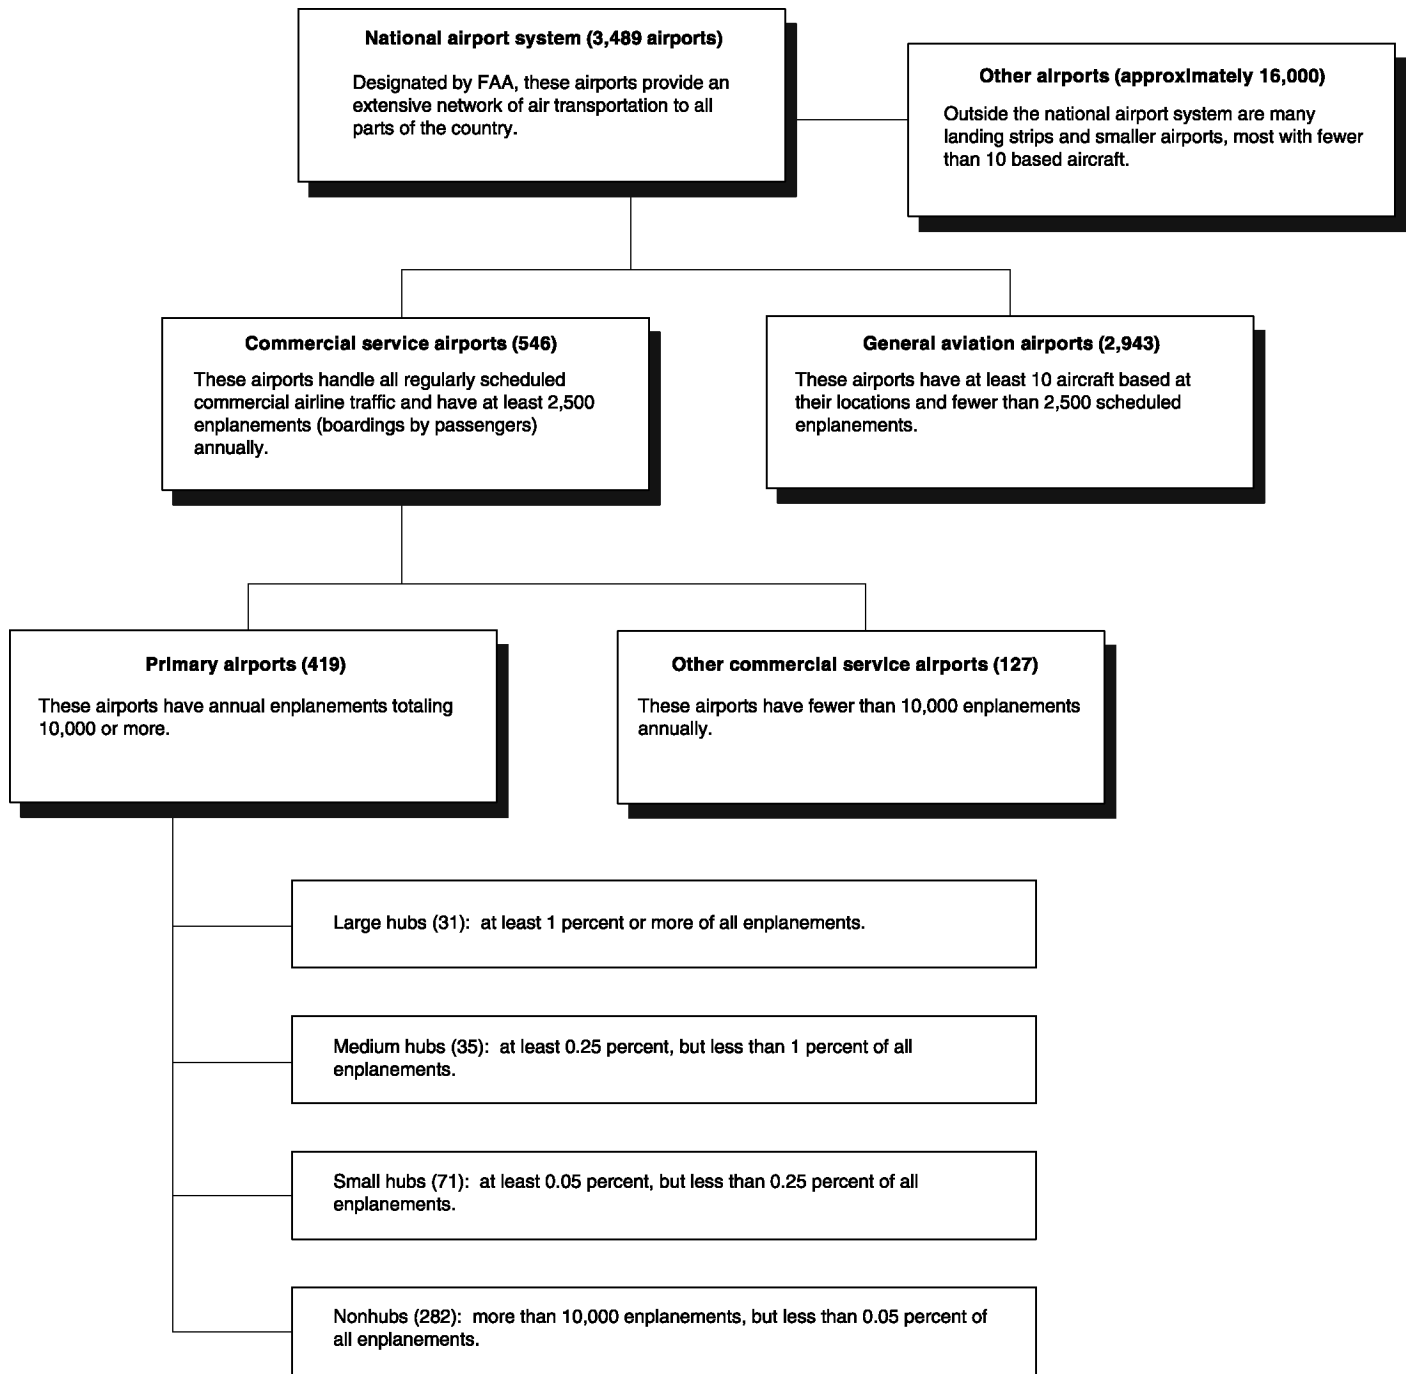 National airport system (3,489 airports)
Designated by FAA, these airports provide an
extensive network of air transportation to all
parts of the country.
Other airports (approximately 16,000)
Outside the national airport system are many
landing strips and smaller airports, most with fewer
than 10 based aircraft.
Commercial service airports (546)
These airports handle all regularly scheduled
commercial airline traffic and have at least 2,500
enplanements (boardings by passengers)
annually.
General aviation airports (2,943)
These airports have at least 10 aircraft based at
their locations and fewer than 2,500 scheduled
enplanements.
Primary airports (419)
These airports have annual enplanements totaling
10,000 or more.
Other commercial service airports (127)
These airports have fewer than 10,000 enplanements
annually.
Large hubs (31): at least 1 percent or more of all enplanements.
Medium hubs (35): at least 0.25 percent, but less than 1 percent of all
enplanements.
Small hubs (71): at least 0.05 percent, but less than 0.25 percent of all
enplanements.
Nonhubs (282): more than 10,000 enplanements, but less than 0.05 percent of
all enplanements.